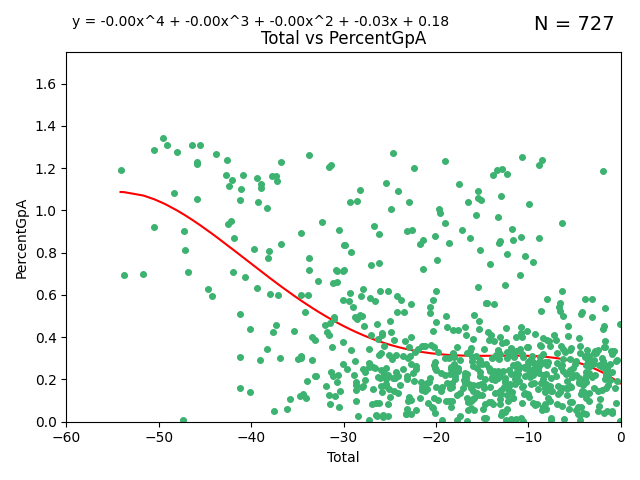 y = -0.00x^4 + -0.00x^3 + -0.00x^2 + -0.03x + 0.18
N = 727
Total vs PercentGpA
1.6
1.4
1.2
1.0
0.8
0.6
0.4
0.2
0.0
PercentGpA
−60 −50 −40 −30 −20 −10 0
Total